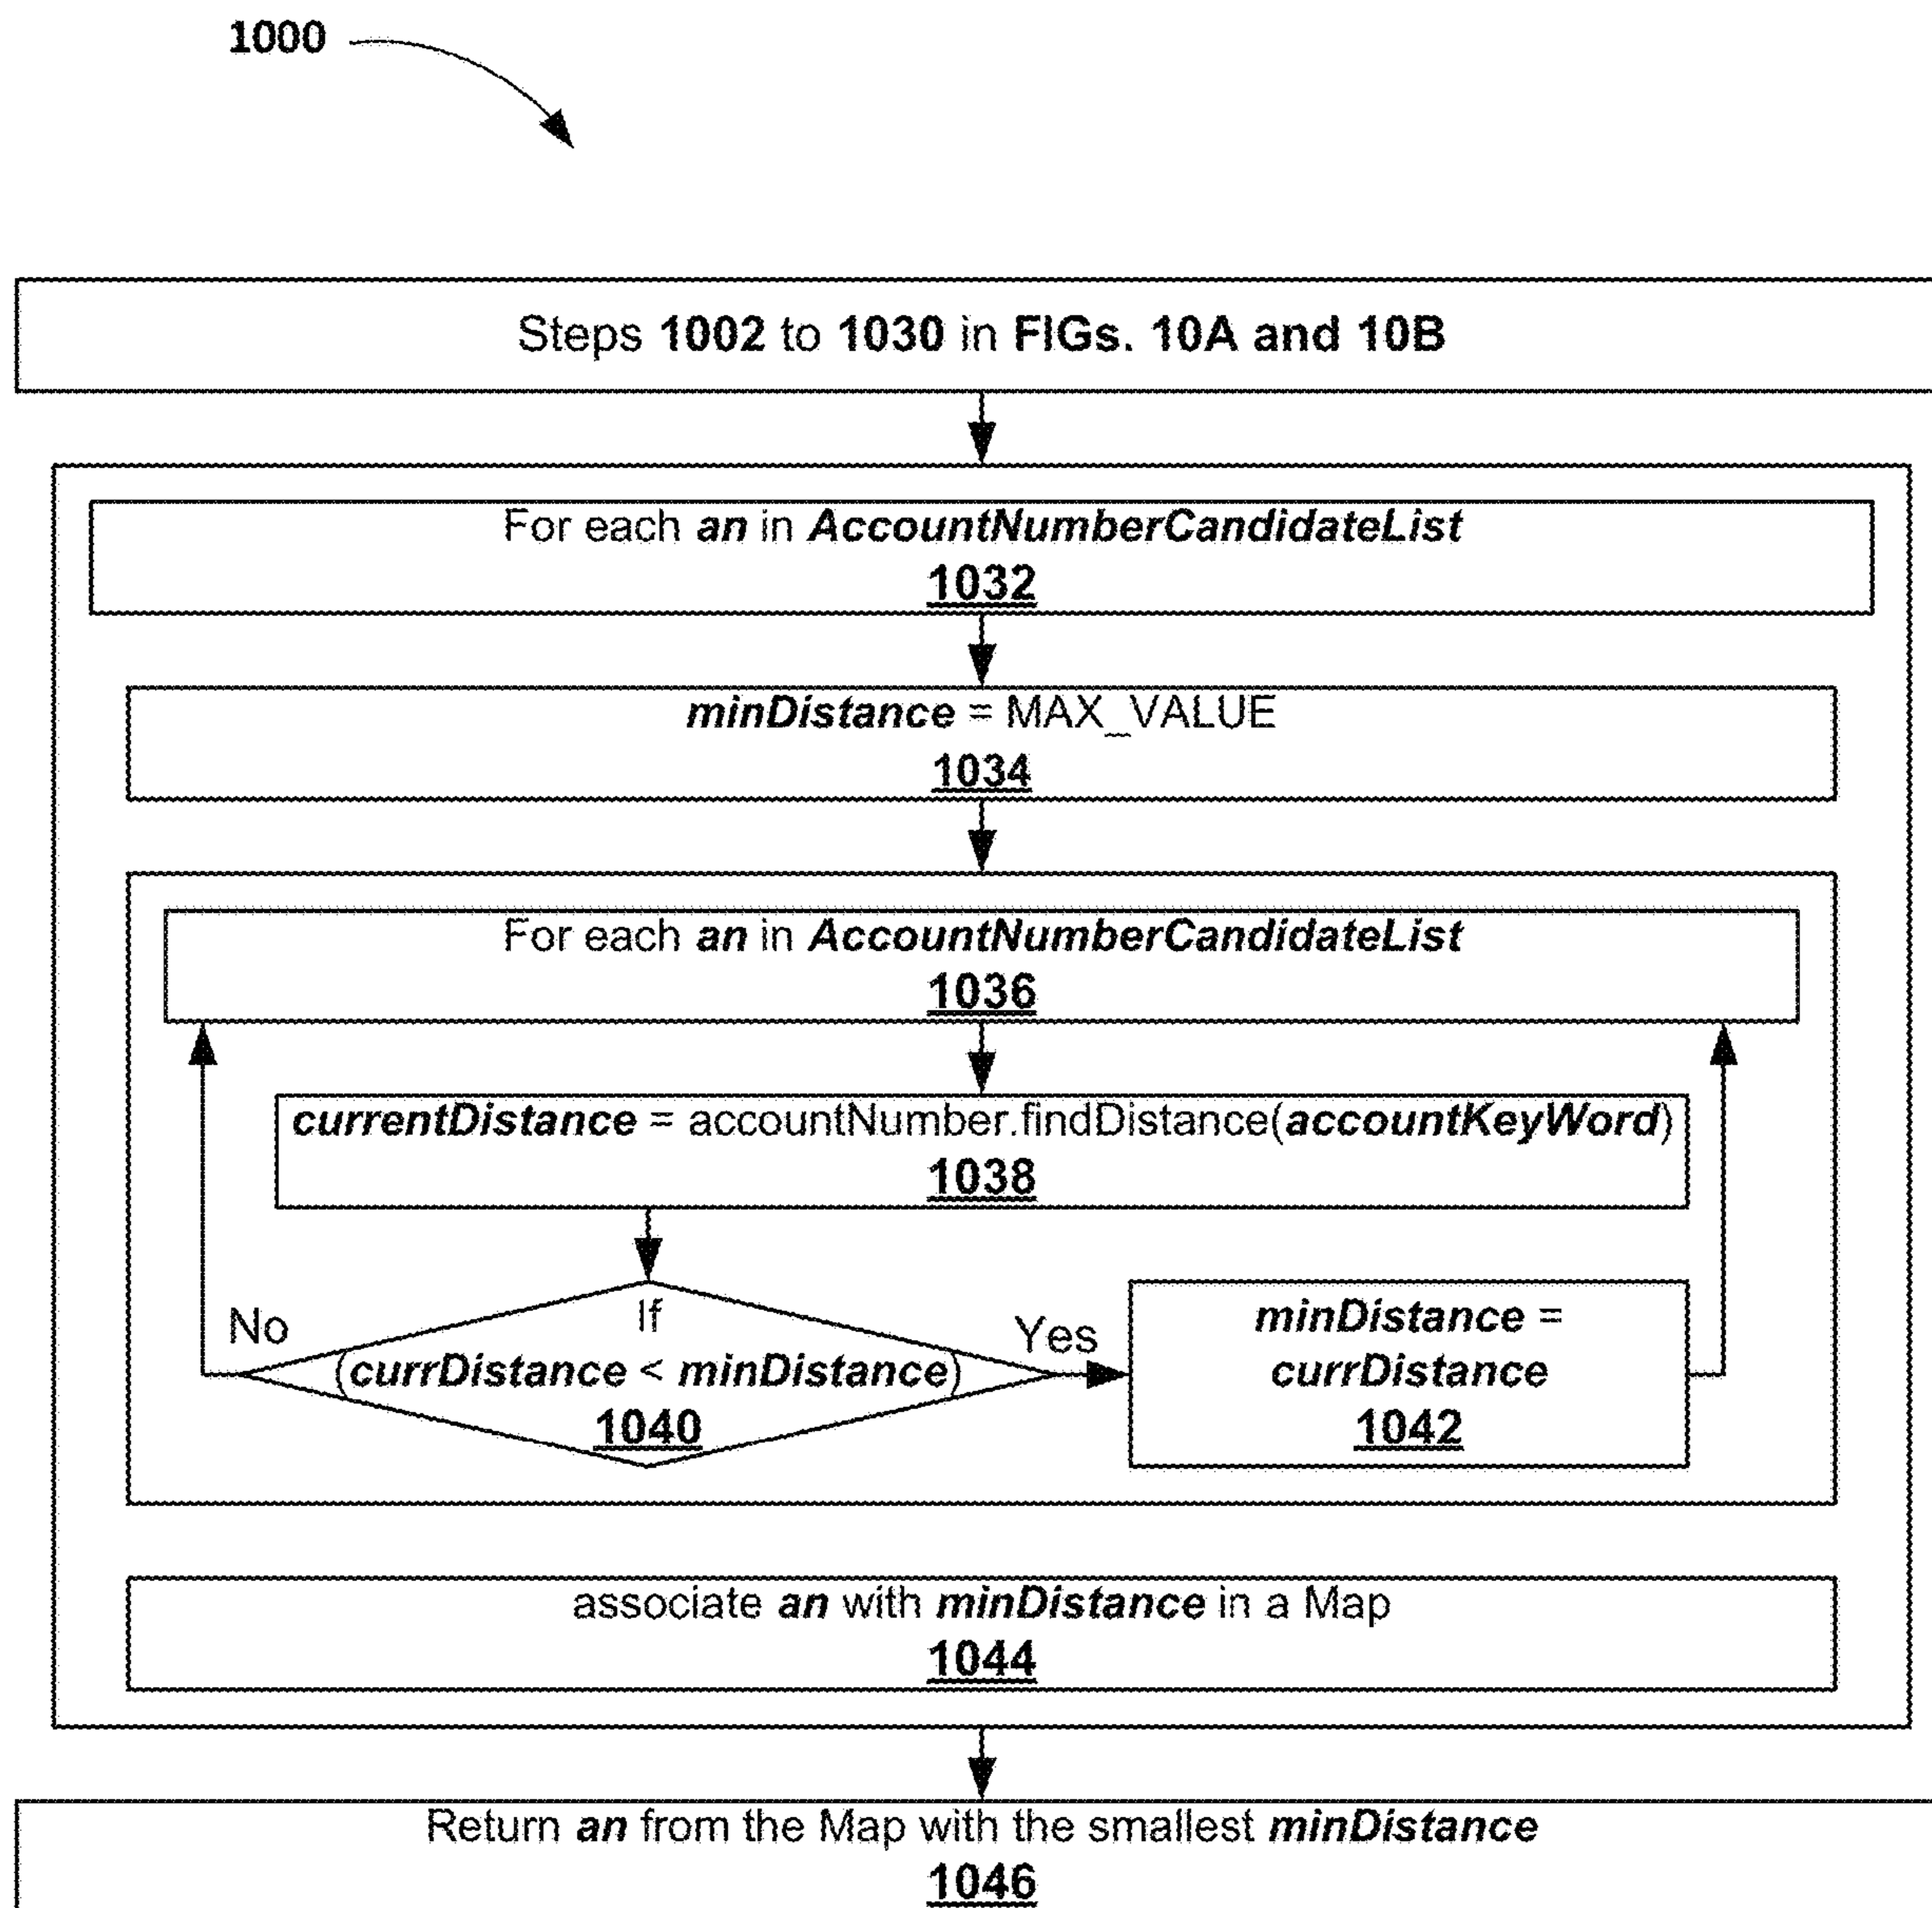 1000
Steps 1002 to 1030 in FIGs. 10A and 10B
For each an in AccountNumberCandidateList
1032
minDistance = MAX_VALUE
1034
For each an in AccountNumberCandidateList
1036
currentDistance = accountNumber.findDistance(accountKeyWord)
1038
No
If
Yes
(currDistance < minDistance)
1040
minDistance =
currDistance
1042
associate an with minDistance in a Map
1044
Return an from the Map with the smallest minDistance
1046